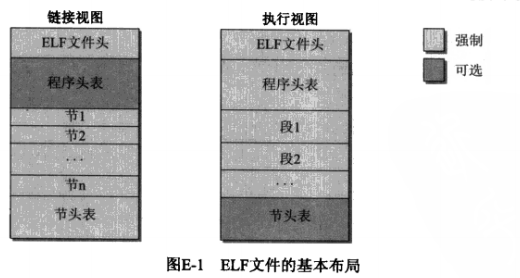 链接视图
ELF文件头
程序头表
节1
节2
...
节n
节头表
执行视图
ELF文件头
程序头表
段1
段2
...
节头表
强制
可选
图E-1 ELF文件的基本布局